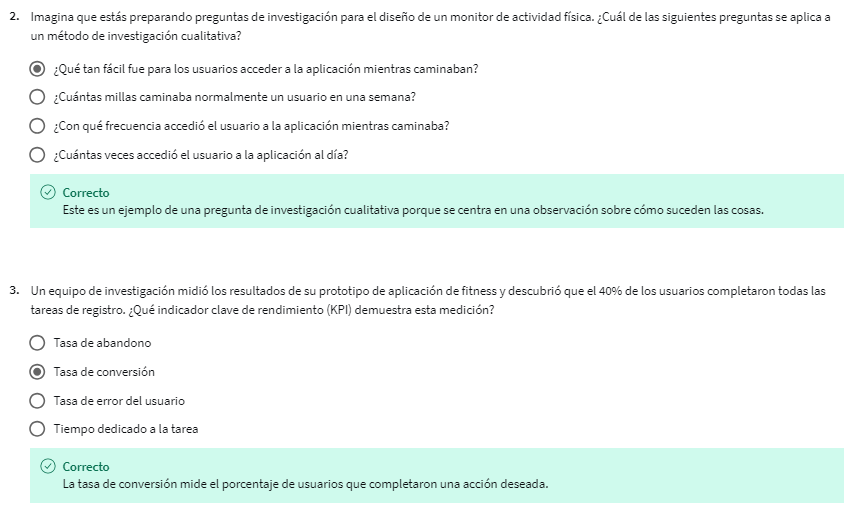 2. Imagina que estás preparando preguntas de investigación para el diseño de un monitor de actividad física. ¿Cuál de las siguientes preguntas se aplica a
un método de investigación cualitativa?
¿Qué tan fácil fue para los usuarios acceder a la aplicación mientras caminaban?
¿Cuántas millas caminaba normalmente un usuario en una semana?
¿Con qué frecuencia accedió el usuario a la aplicación mientras caminaba?
¿Cuántas veces accedió el usuario a la aplicación al día?
Correcto
Este es un ejemplo de una pregunta de investigación cualitativa porque se centra en una observación sobre cómo suceden las cosas.
3. Un equipo de investigación midió los resultados de su prototipo de aplicación de fitness y descubrió que el 40% de los usuarios completaron todas las
tareas de registro. ¿Qué indicador clave de rendimiento (KPI) demuestra esta medición?
Tasa de abandono
Tasa de conversión
Tasa de error del usuario
Tiempo dedicado a la tarea
Correcto
La tasa de conversión mide el porcentaje de usuarios que completaron una acción deseada.